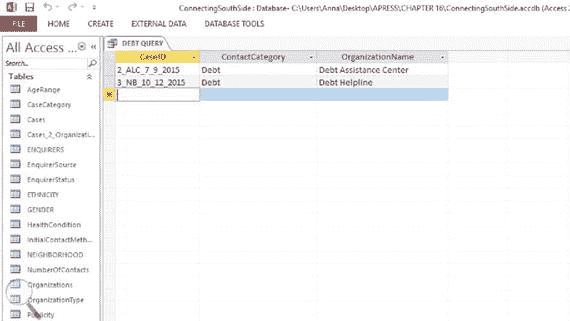 ConnectingSouthSide : Database- C:\Users\Anna\Desktop\APRESS\CHAPTER 16\ConnectingSouthSide.accdb (Access 2
FILE HOME CREATE EXTERNAL DATA DATABASE TOOLS
All Access ...
Search...
Tables
AgeRange
CaseCategory
Cases
Cases_2_Organizati...
ENQUIRERS
EnquirerSource
EnquirerStatus
ETHNICITY
GENDER
HealthCondition
InitialContactMeth...
NEIGHBORHOOD
NumberOfContacts
Organizations
OrganizationType
Publicity
DEBT QUERY
CaseID ContactCategory OrganizationName
2_ALC_7_9_2015 Debt Debt Assistance Center
3_NB_10_12_2015 Debt Debt Helpline